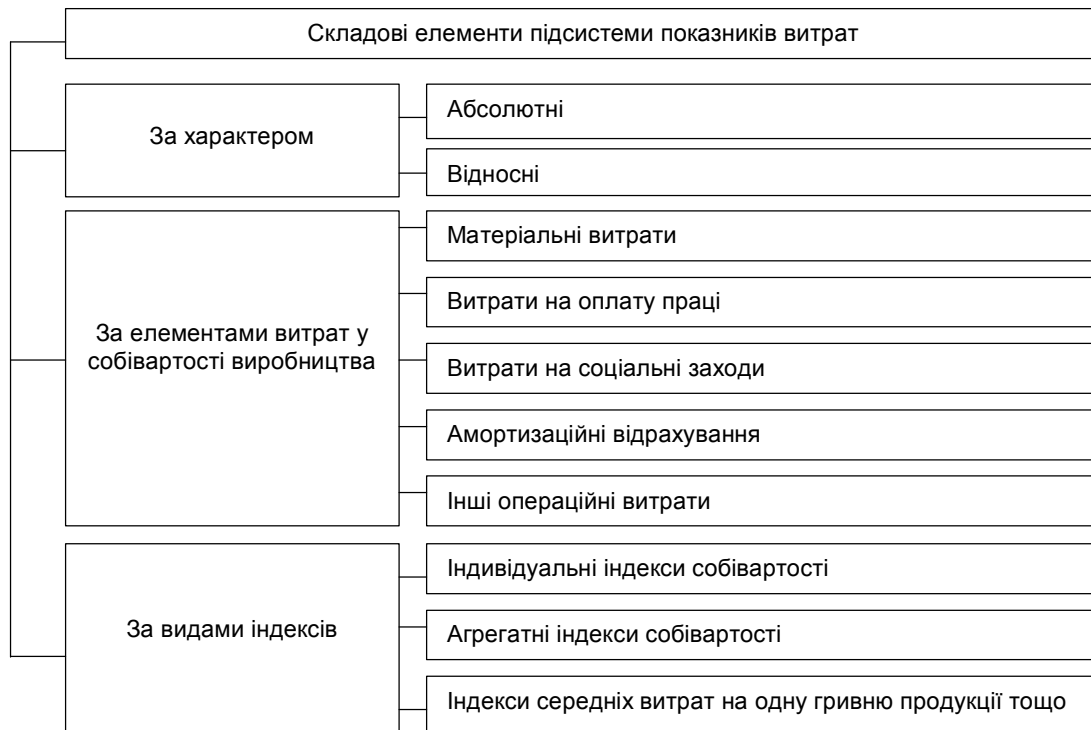 Складові елементи підсистеми показників витрат
За характером
Абсолютні
Відносні
За елементами витрат у
собівартості виробництва
Матеріальні витрати
Витрати на оплату праці
Витрати на соціальні заходи
Амортизаційні відрахування
Інші операційні витрати
За видами індексів
Індивідуальні індекси собівартості
Агрегатні індекси собівартості
Індекси середніх витрат на одну гривню продукції тощо